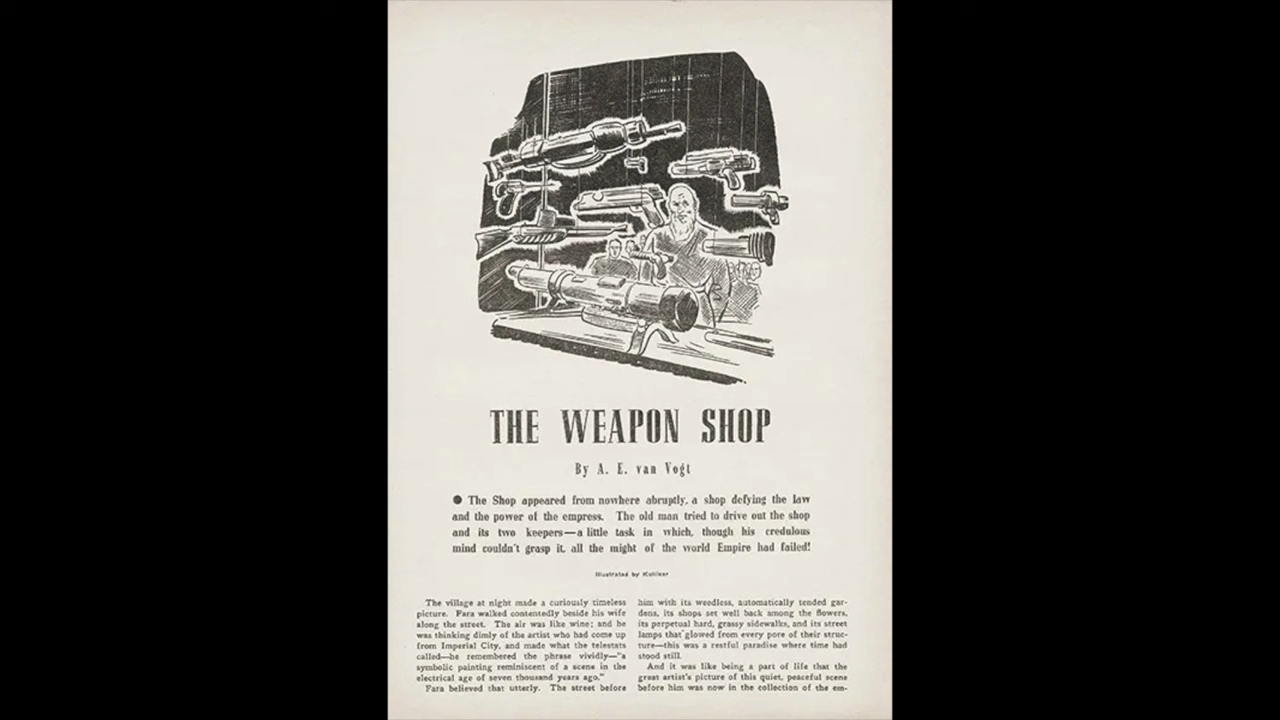 THE WEAPON SHOP
By A. E. van Vogt
● The Shop appeared from nowhere abruptly, a shop defying the law
and the power of the empress. The old man tried to drive out the shop
and its two keepers—a little task in which, though his credulous
mind couldn't grasp it, all the might of the world Empire had failed!
Illustrated by
The village at night made a curiously timeless
picture. Fara walked contentedly beside his wife
along the street. The air was like wine; and he
was thinking dimly of the artist who had come up
from Imperial City, and made what the telestats
called—he remembered the phrase vividly—"a
symbolic painting reminiscent of a scene in the
electrical age of seven thousand years ago."
Fara believed that utterly. The street before
him with its weedless, automatically tended gar-
dens, its shops set well back among the flowers,
its perpetual hard, grassy sidewalks, and its street
lamps that glowed from every pore of their struc-
ture—this was a restful paradise where time had
stood still.
And it was like being a part of life that the
great artist's picture of this quiet, peaceful scene
before him was now in the collection of the em-